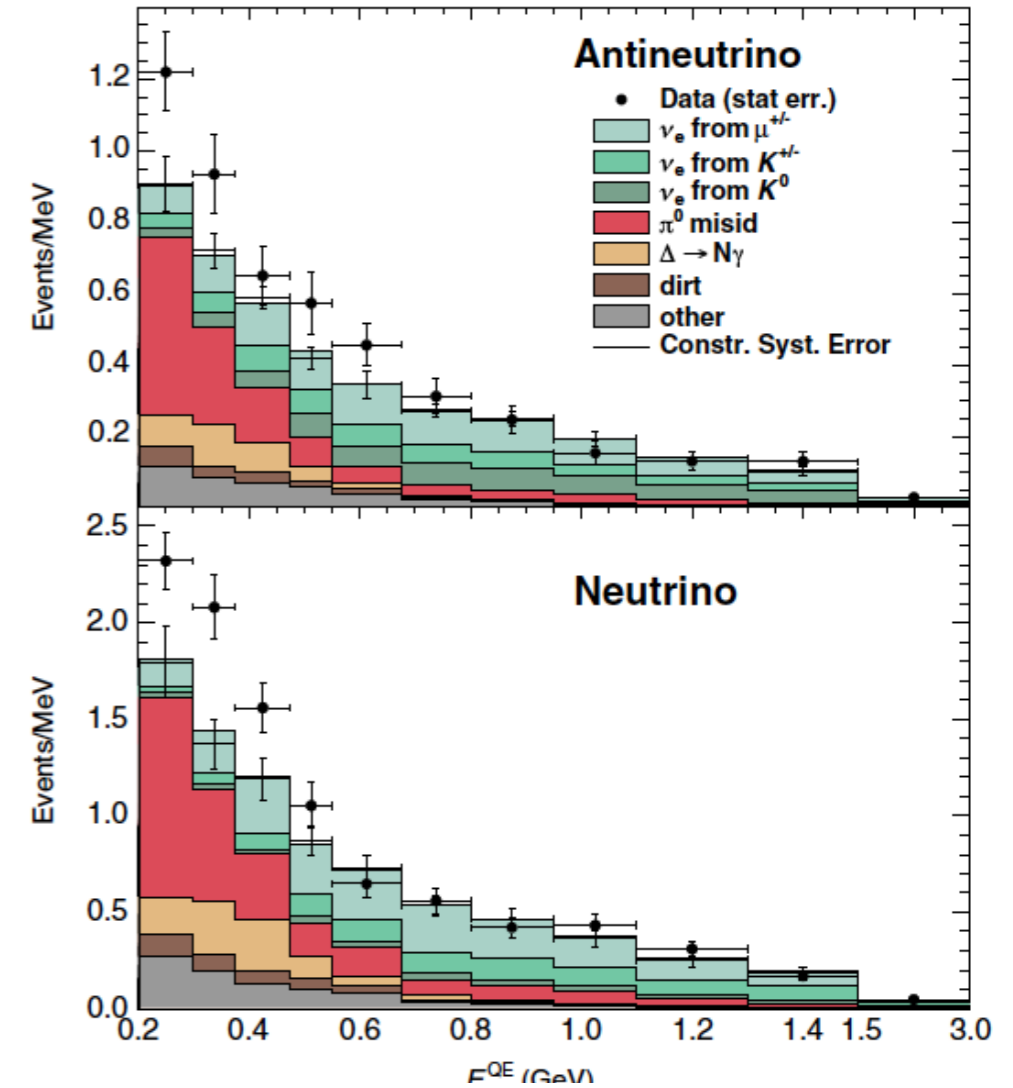 Antineutrino
Data (stat err.)
νe from μ+/-
νe from K+/-
νe from K0
π0 misid
Δ → Nγ
dirt
other
Constr. Syst. Error
Events/MeV
1.2
1.0
0.8
0.6
0.4
0.2
Neutrino
Events/MeV
2.5
2.0
1.5
1.0
0.5
0.0
0.2 0.4 0.6 0.8 1.0 1.2 1.4 1.5 3.0
EQE (GeV)